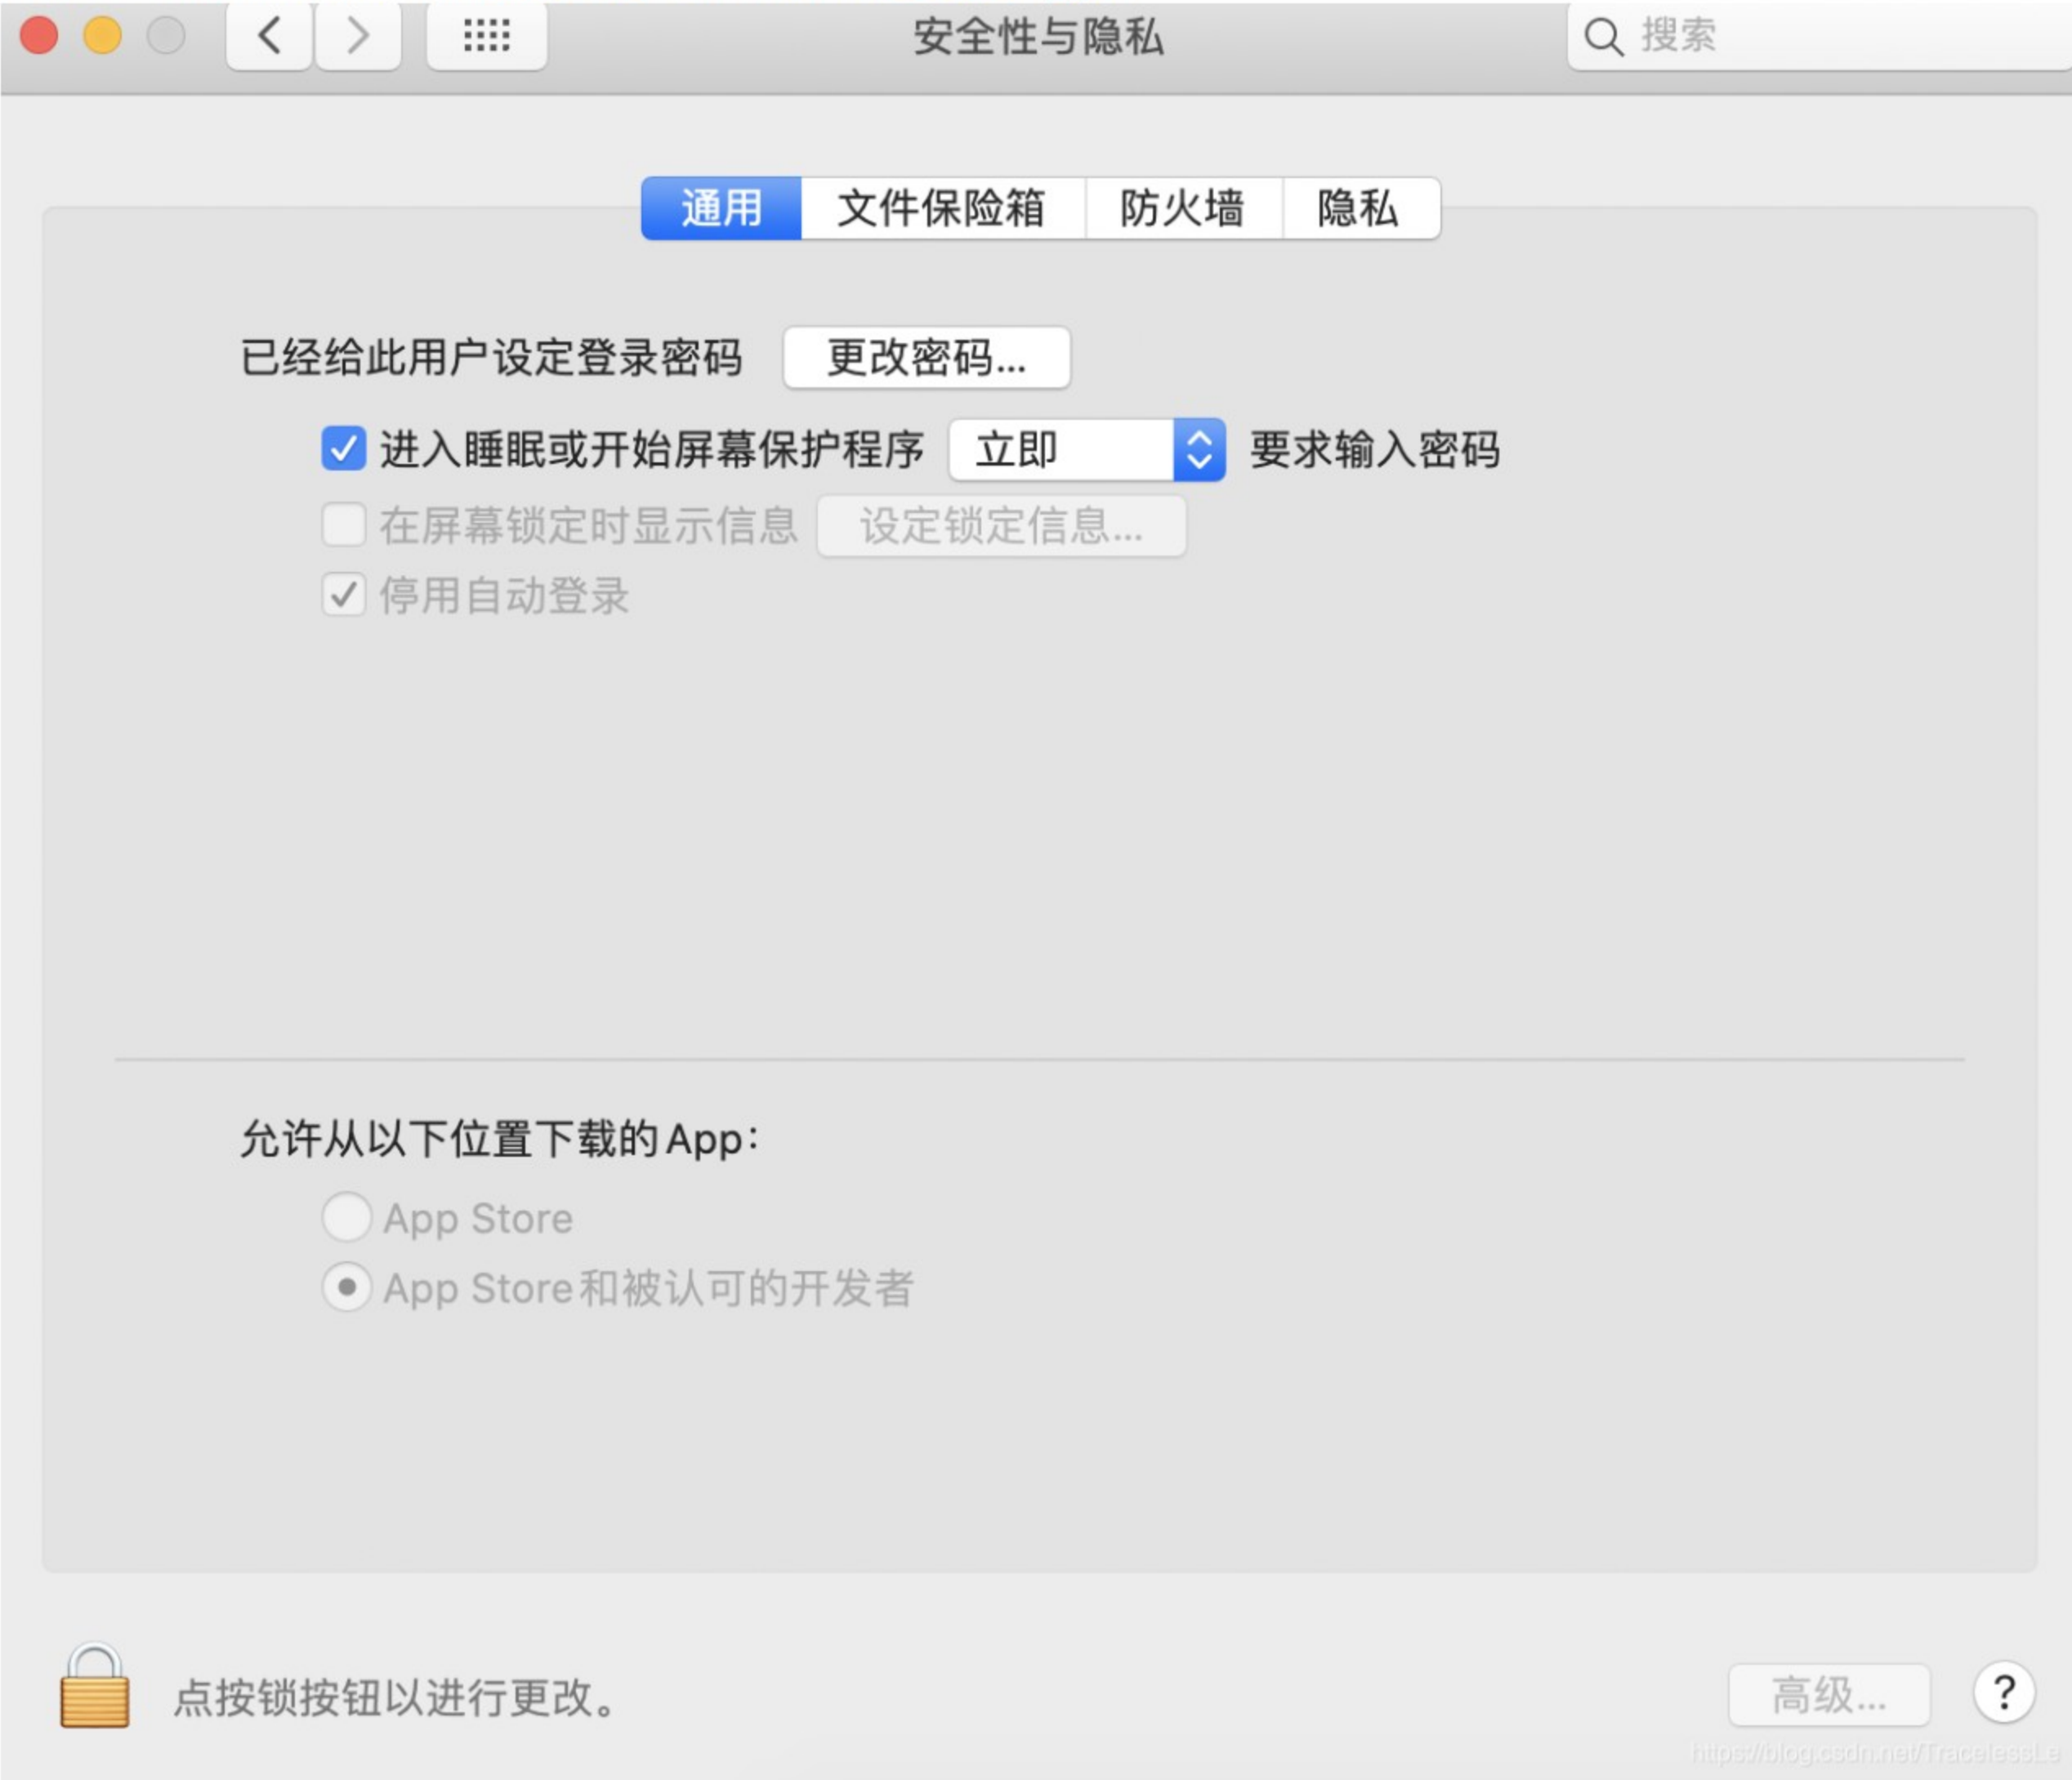 安全性与隐私
搜索
通用 文件保险箱 防火墙 隐私
已经给此用户设定登录密码 更改密码...
进入睡眠或开始屏幕保护程序 立即 要求输入密码
在屏幕锁定时显示信息 设定锁定信息...
停用自动登录
允许从以下位置下载的App：
App Store
App Store和被认可的开发者
点按锁按钮以进行更改。
高级... ?
https://blog.csdn.net/TracelessLe